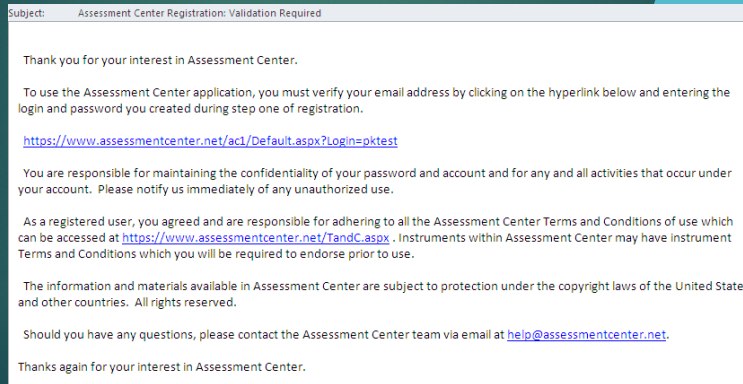 Subject: Assessment Center Registration: Validation Required
Thank you for your interest in Assessment Center.
To use the Assessment Center application, you must verify your email address by clicking on the hyperlink below and entering the
login and password you created during step one of registration.
https://www.assessmentcenter.net/ac1/Default.aspx?Login=pktest
You are responsible for maintaining the confidentiality of your password and account and for any and all activities that occur under
your account. Please notify us immediately of any unauthorized use.
As a registered user, you agreed and are responsible for adhering to all the Assessment Center Terms and Conditions of use which
can be accessed at https://www.assessmentcenter.net/TandC.aspx . Instruments within Assessment Center may have instrument
Terms and Conditions which you will be required to endorse prior to use.
The information and materials available in Assessment Center are subject to protection under the copyright laws of the United State
and other countries. All rights reserved.
Should you have any questions, please contact the Assessment Center team via email at help@assessmentcenter.net.
Thanks again for your interest in Assessment Center.